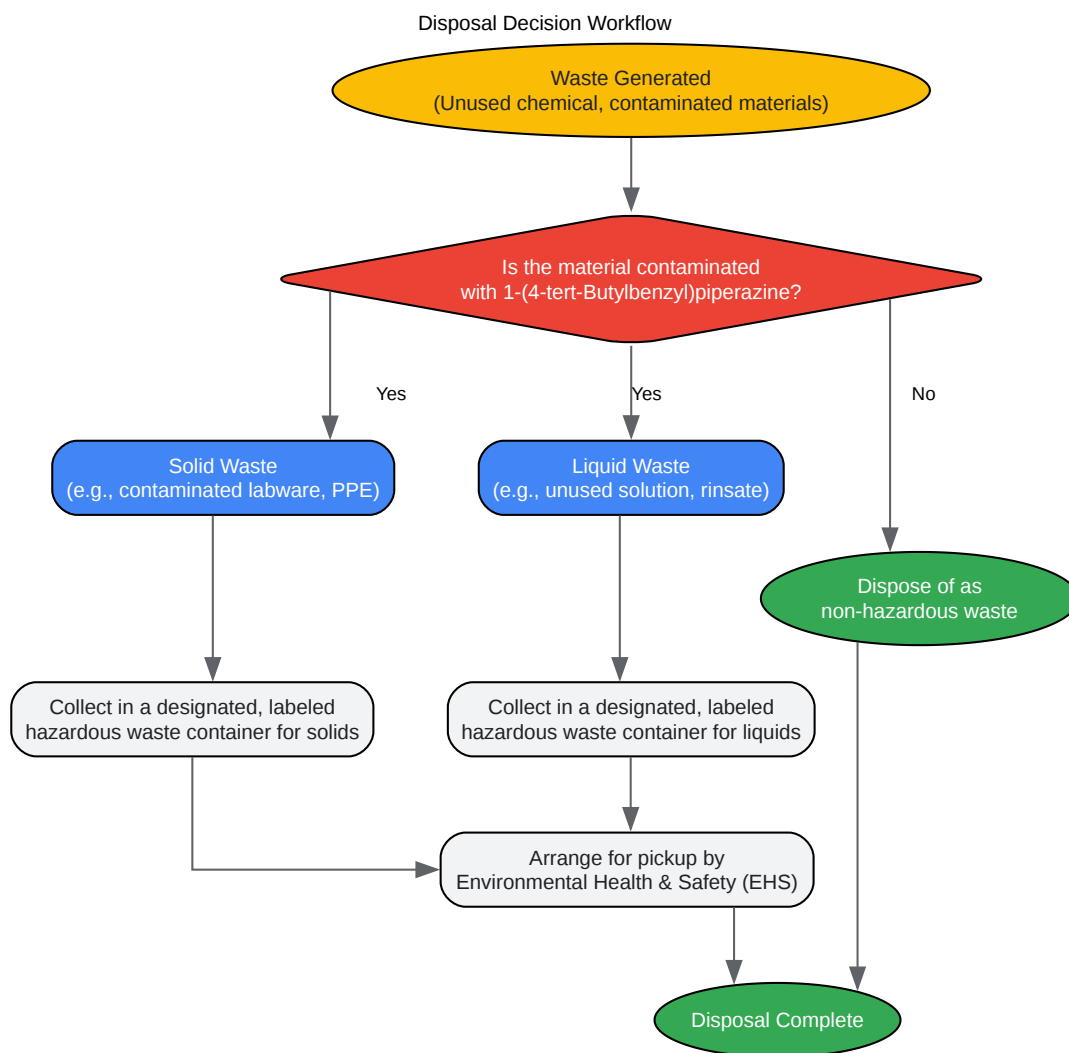 Disposal Decision Workflow
Waste Generated
(Unused chemical, contaminated materials)
Is the material contaminated
with 1-(4-tert-Butylbenzyl)piperazine?
Yes
Yes
No
Solid Waste
(e.g., contaminated labware, PPE)
Liquid Waste
(e.g., unused solution, rinsate)
Dispose of as
non-hazardous waste
Collect in a designated, labeled
hazardous waste container for solids
Collect in a designated, labeled
hazardous waste container for liquids
Arrange for pickup by
Environmental Health & Safety (EHS)
Disposal Complete